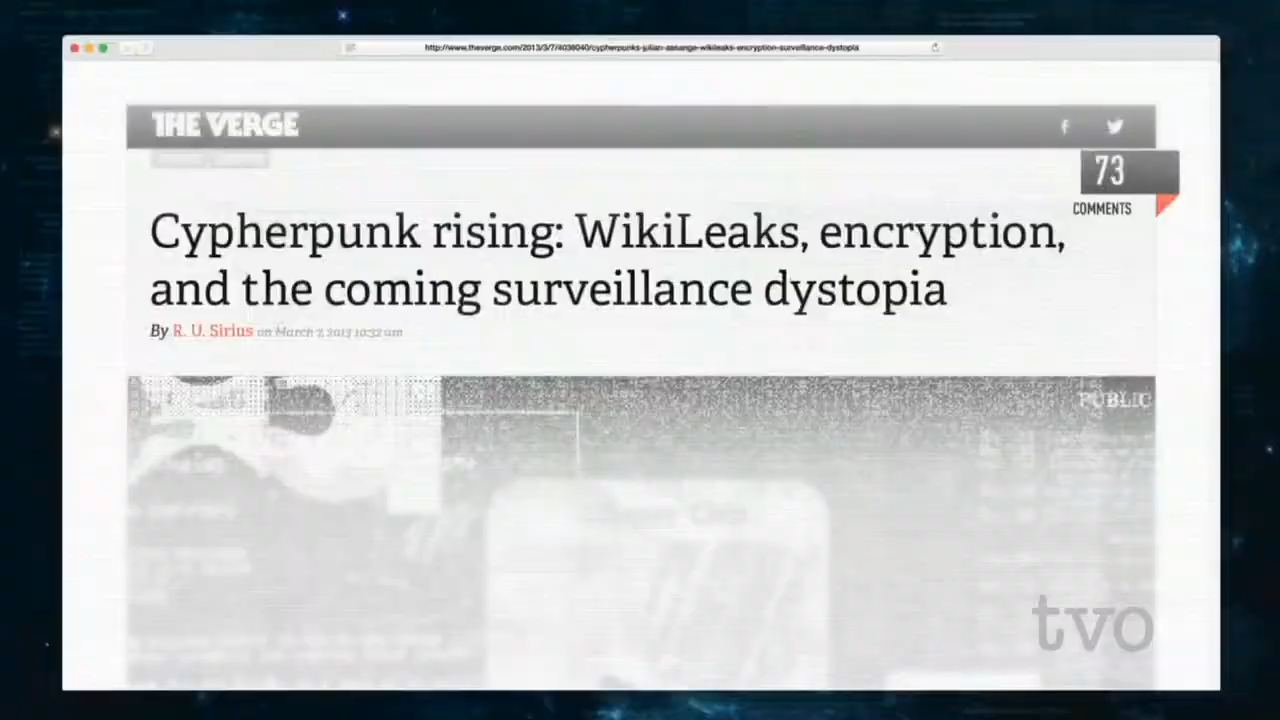 http://www.theverge.com/2013/3/7/4036040/cypherpunks-julian-assange-wikileaks-encryption-surveillance-dystopia
THE VERGE
73
COMMENTS
Cypherpunk rising: WikiLeaks, encryption,
and the coming surveillance dystopia
By R. U. Sirius on March 7, 2013 10:32 am
PUBLIC
tvo